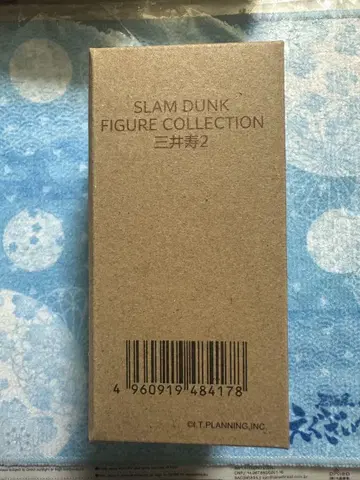 SLAM DUNK
FIGURE COLLECTION
三井寿2
4 960919 484178
©I.T.PLANNING,INC.